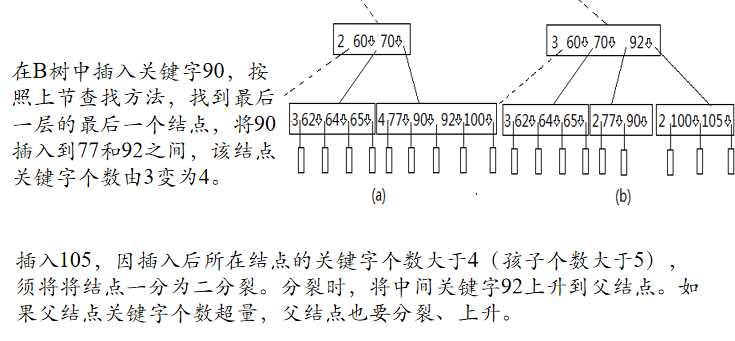 2 60⇩ 70⇩
3 60⇩ 70⇩ 92⇩
在B树中插入关键字90，按
照上节查找方法，找到最后
一层的最后一个结点，将90
插入到77和92之间，该结点
关键字个数由3变为4。
3 62⇩ 64⇩ 65⇩ 4 77⇩ 90⇩ 92⇩ 100⇩
3 62⇩ 64⇩ 65⇩ 2 77⇩ 90⇩ 2 100⇩ 105⇩
(a)
(b)
插入105，因插入后所在结点的关键字个数大于4（孩子个数大于5），
须将将结点一分为二分裂。分裂时，将中间关键字92上升到父结点。如
果父结点关键字个数超量，父结点也要分裂、上升。